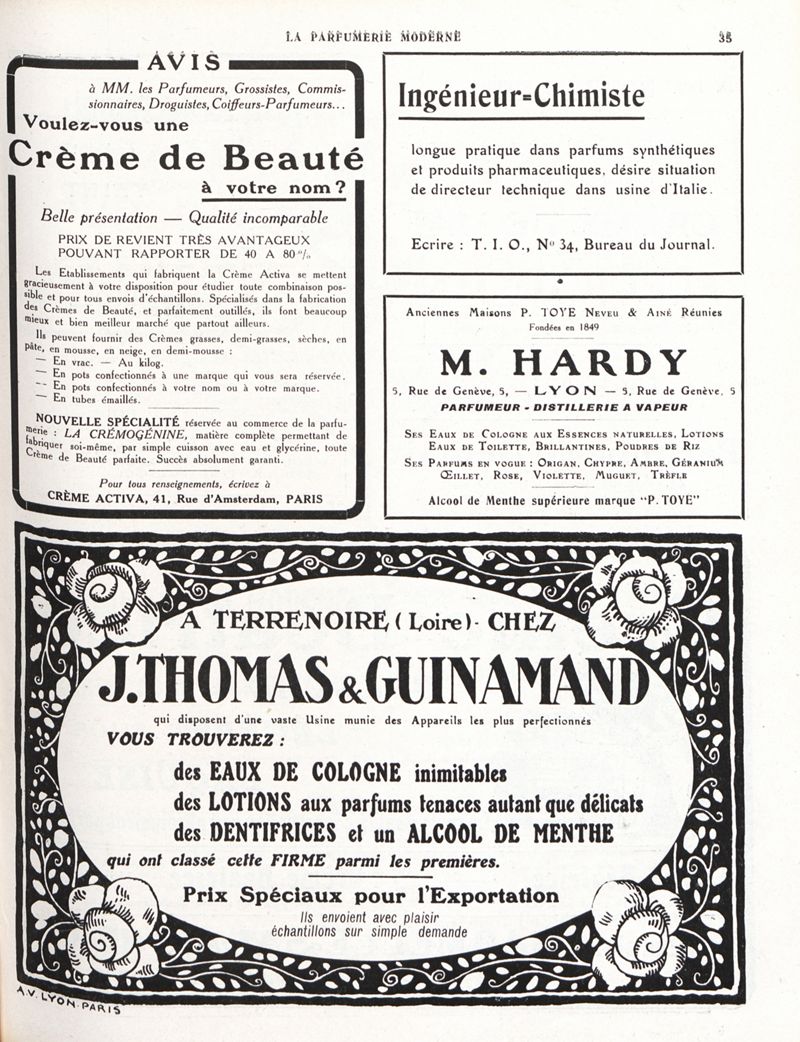 LA PARFUMERIE MODERNE 35
AVIS
à MM. les Parfumeurs, Grossistes, Commis-
sionnaires, Droguistes, Coiffeurs-Parfumeurs...
Voulez-vous une
Crème de Beauté
à votre nom ?
Belle présentation — Qualité incomparable
PRIX DE REVIENT TRÈS AVANTAGEUX
POUVANT RAPPORTER DE 40 A 80 %
Les Etablissements qui fabriquent la Crème Activa se mettent
gracieusement à votre disposition pour étudier toute combinaison pos-
sible et pour tous envois d'échantillons. Spécialisés dans la fabrication
des Crèmes de Beauté, et parfaitement outillés, ils font beaucoup
mieux et bien meilleur marché que partout ailleurs.
Ils peuvent fournir des Crèmes grasses, demi-grasses, sèches, en
pâte, en mousse, en neige, en demi-mousse :
— En vrac. — Au kilog.
— En pots confectionnés à une marque qui vous sera réservée.
-- En pots confectionnés à votre nom ou à votre marque.
— En tubes émaillés.
NOUVELLE SPÉCIALITÉ réservée au commerce de la parfu-
merie : LA CRÉMOGÉNINE, matière complète permettant de
fabriquer soi-même, par simple cuisson avec eau et glycérine, toute
Crème de Beauté parfaite. Succès absolument garanti.
Pour tous renseignements, écrivez à
CRÈME ACTIVA, 41, Rue d'Amsterdam, PARIS
Ingénieur-Chimiste
longue pratique dans parfums synthétiques
et produits pharmaceutiques, désire situation
de directeur technique dans usine d'Italie.
Ecrire : T. I. O., Nº 34, Bureau du Journal.
Anciennes Maisons P. TOYE Neveu & Ainé Réunies
Fondées en 1849
M. HARDY
5, Rue de Genève, 5, — LYON — 5, Rue de Genève, 5
PARFUMEUR - DISTILLERIE A VAPEUR
Ses Eaux de Cologne aux Essences naturelles, Lotions
Eaux de Toilette, Brillantines, Poudres de Riz
Ses Parfums en vogue : Origan, Chypre, Ambre, Géranium
Œillet, Rose, Violette, Muguet, Trèfle
Alcool de Menthe supérieure marque "P. TOYE"
A TERRENOIRE (Loire) - CHEZ
J. THOMAS & GUINAMAND
qui disposent d'une vaste Usine munie des Appareils les plus perfectionnés
VOUS TROUVEREZ :
des EAUX DE COLOGNE inimitables
des LOTIONS aux parfums tenaces autant que délicats
des DENTIFRICES et un ALCOOL DE MENTHE
qui ont classé cette FIRME parmi les premières.
Prix Spéciaux pour l'Exportation
Ils envoient avec plaisir
échantillons sur simple demande
A.V. LYON-PARIS